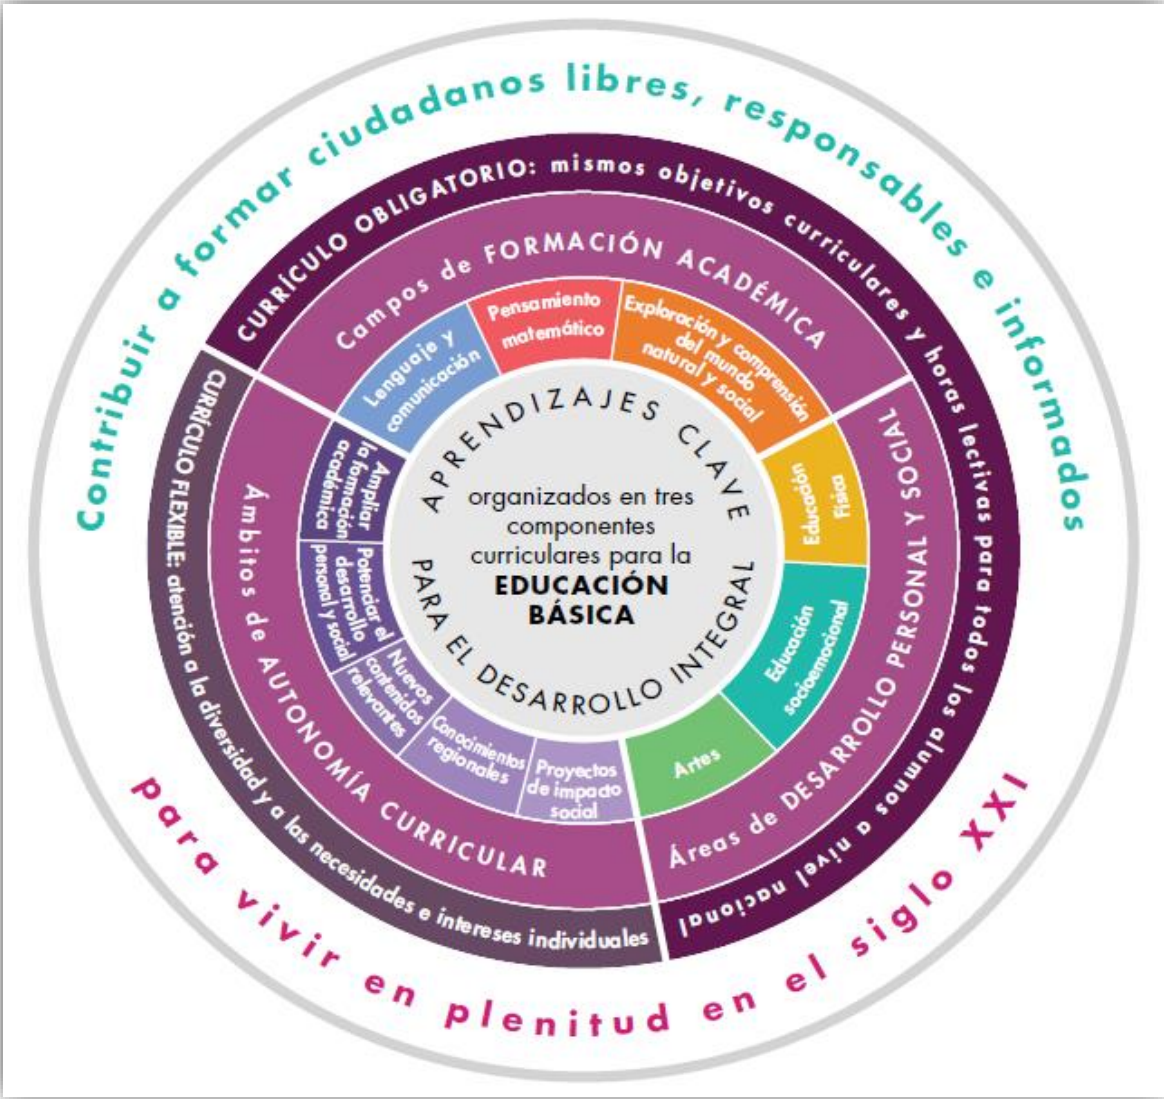 Contribuir a formar ciudadanos libres, responsables e informados
para vivir en plenitud en el siglo XXI
CURRÍCULO OBLIGATORIO: mismos objetivos curriculares y horas lectivas para todos los alumnos a nivel nacional
CURRÍCULO FLEXIBLE: atención a la diversidad y a las necesidades e intereses individuales
Campos de FORMACIÓN ACADÉMICA
Lenguaje y
comunicación
Pensamiento
matemático
Exploración y comprensión
del mundo
natural y social
Áreas de DESARROLLO PERSONAL Y SOCIAL
Educación
Física
Educación
socioemocional
Artes
Ámbitos de AUTONOMÍA CURRICULAR
Ampliar
la formación
académica
Potenciar el
desarrollo
personal y social
Nuevos
contenidos
relevantes
Conocimientos
regionales
Proyectos
de impacto
social
APRENDIZAJES CLAVE
organizados en tres
componentes
curriculares para la
EDUCACIÓN
BÁSICA
PARA EL DESARROLLO INTEGRAL